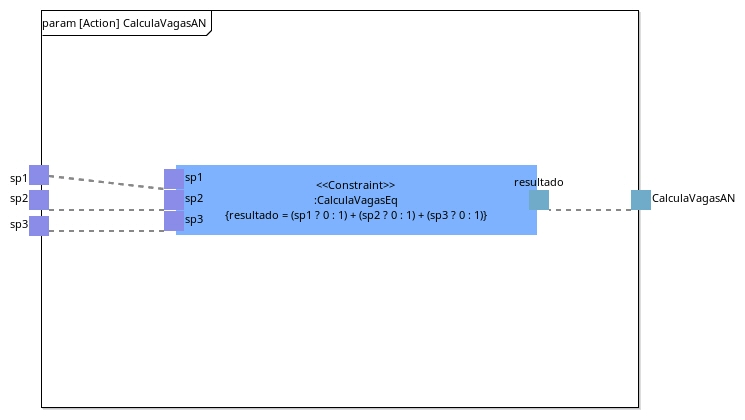 param [Action] CalculaVagasAN
sp1
sp2
sp3
sp1
sp2
sp3
<<Constraint>>
:CalculaVagasEq
{resultado = (sp1 ? 0 : 1) + (sp2 ? 0 : 1) + (sp3 ? 0 : 1)}
resultado
CalculaVagasAN